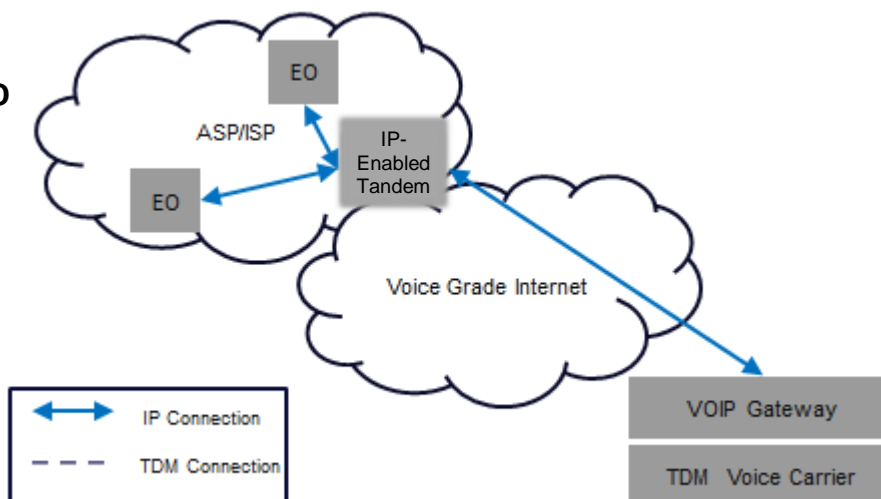 EO
ASP/ISP
IP-
Enabled
Tandem
EO
Voice Grade Internet
VOIP Gateway
IP Connection
TDM Connection
TDM Voice Carrier